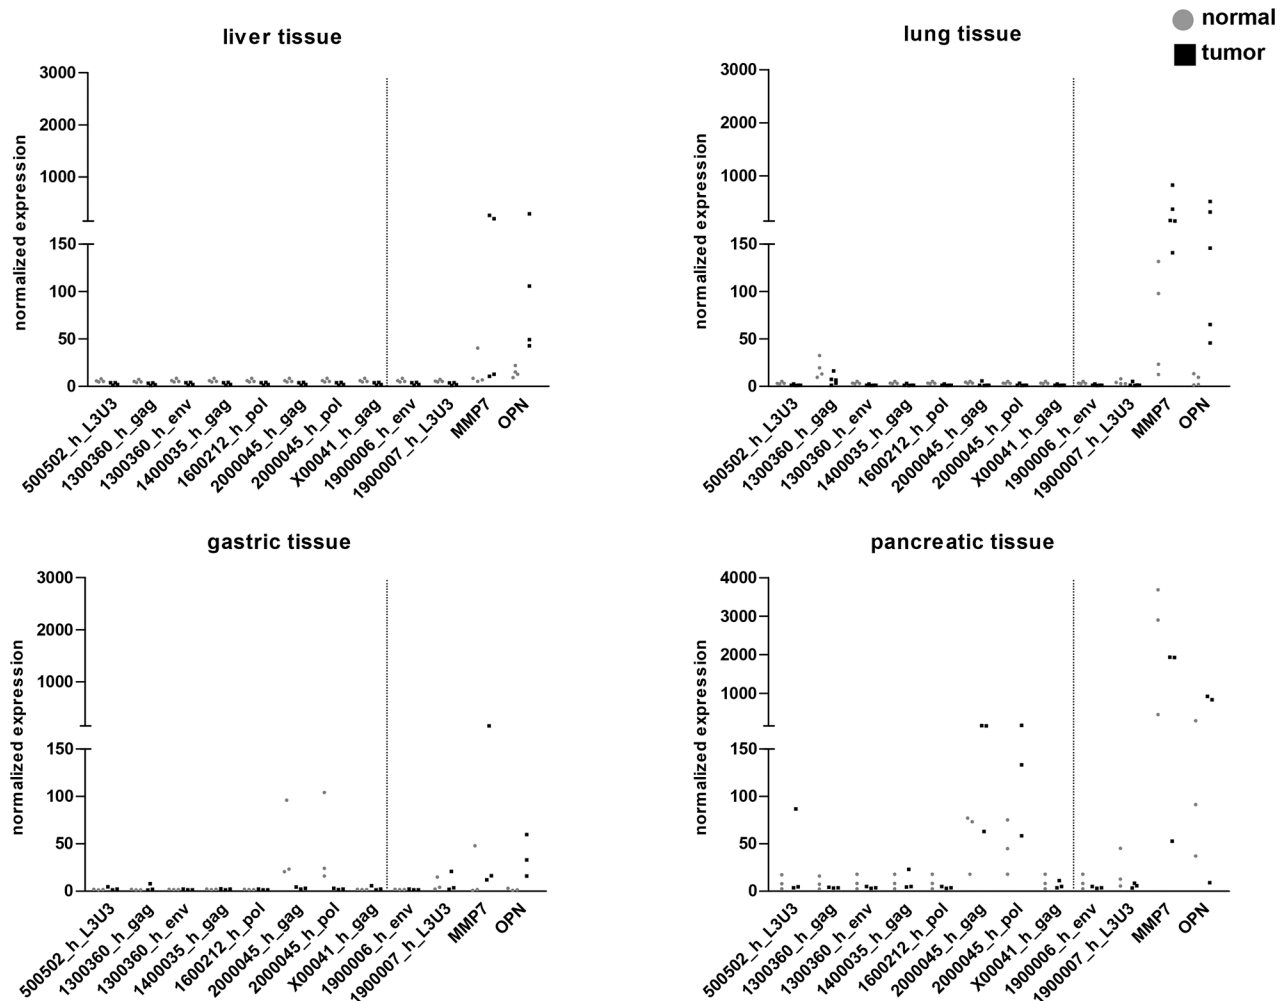 normal
tumor
liver tissue
normalized expression
3000
2000
1000
150
100
50
0
500502_h_L3U3
1300360_h_gag
1300360_h_env
1400035_h_gag
1600212_h_pol
2000045_h_gag
2000045_h_pol
X00041_h_gag
1900006_h_env
1900007_h_L3U3
MMP7
OPN
lung tissue
normalized expression
3000
2000
1000
150
100
50
0
500502_h_L3U3
1300360_h_gag
1300360_h_env
1400035_h_gag
1600212_h_pol
2000045_h_gag
2000045_h_pol
X00041_h_gag
1900006_h_env
1900007_h_L3U3
MMP7
OPN
gastric tissue
normalized expression
3000
2000
1000
150
100
50
0
500502_h_L3U3
1300360_h_gag
1300360_h_env
1400035_h_gag
1600212_h_pol
2000045_h_gag
2000045_h_pol
X00041_h_gag
1900006_h_env
1900007_h_L3U3
MMP7
OPN
pancreatic tissue
normalized expression
4000
3000
2000
1000
150
100
50
0
500502_h_L3U3
1300360_h_gag
1300360_h_env
1400035_h_gag
1600212_h_pol
2000045_h_gag
2000045_h_pol
X00041_h_gag
1900006_h_env
1900007_h_L3U3
MMP7
OPN